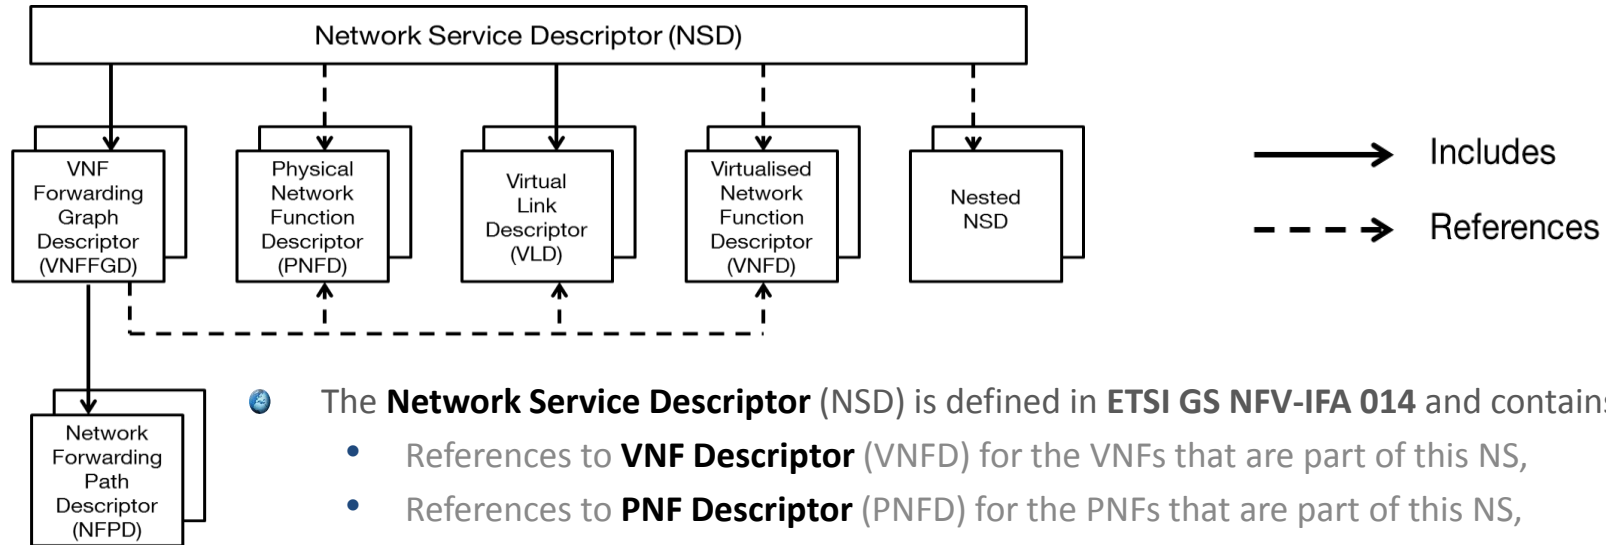 Network Service Descriptor (NSD)
VNF
Forwarding
Graph
Descriptor
(VNFFGD)
Physical
Network
Function
Descriptor
(PNFD)
Virtual
Link
Descriptor
(VLD)
Virtualised
Network
Function
Descriptor
(VNFD)
Nested
NSD
Includes
References
Network
Forwarding
Path
Descriptor
(NFPD)
The Network Service Descriptor (NSD) is defined in ETSI GS NFV-IFA 014 and contains
• References to VNF Descriptor (VNFD) for the VNFs that are part of this NS,
• References to PNF Descriptor (PNFD) for the PNFs that are part of this NS,